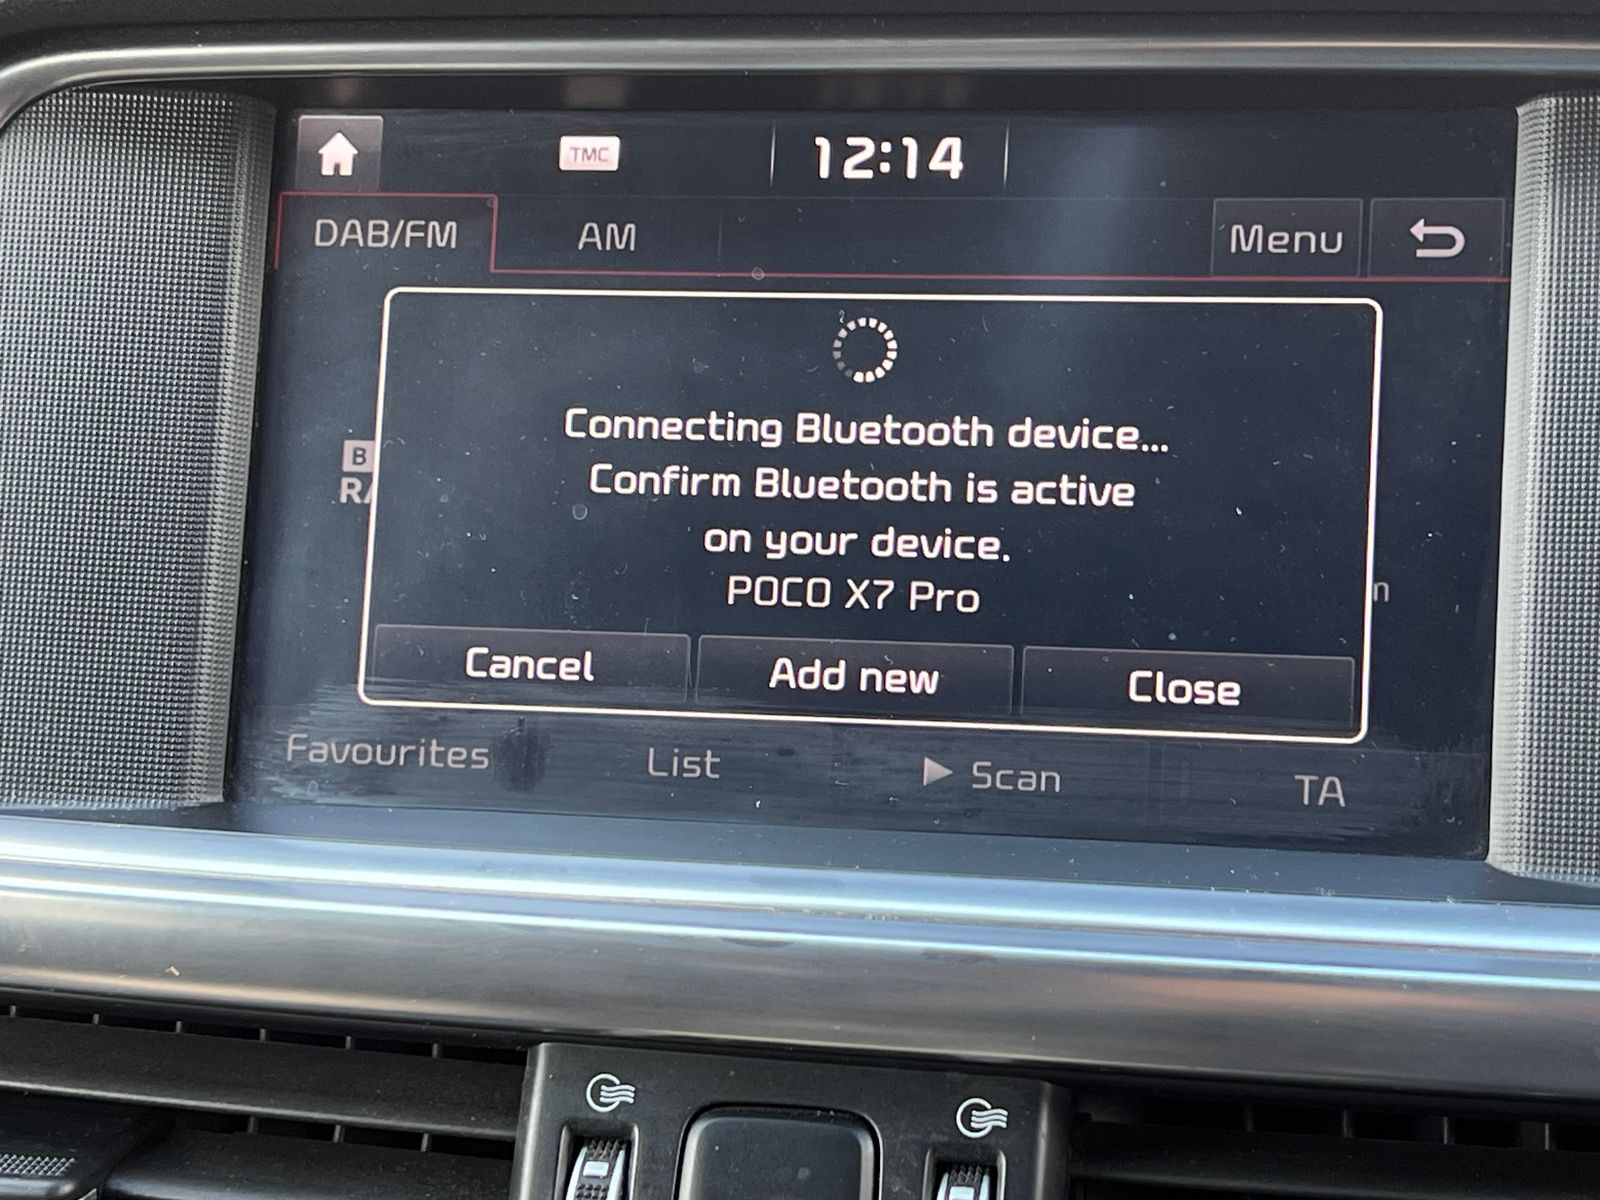 TMC
12:14
DAB/FM
AM
Menu
Connecting Bluetooth device...
Confirm Bluetooth is active
on your device.
POCO X7 Pro
Cancel
Add new
Close
Favourites
List
Scan
TA